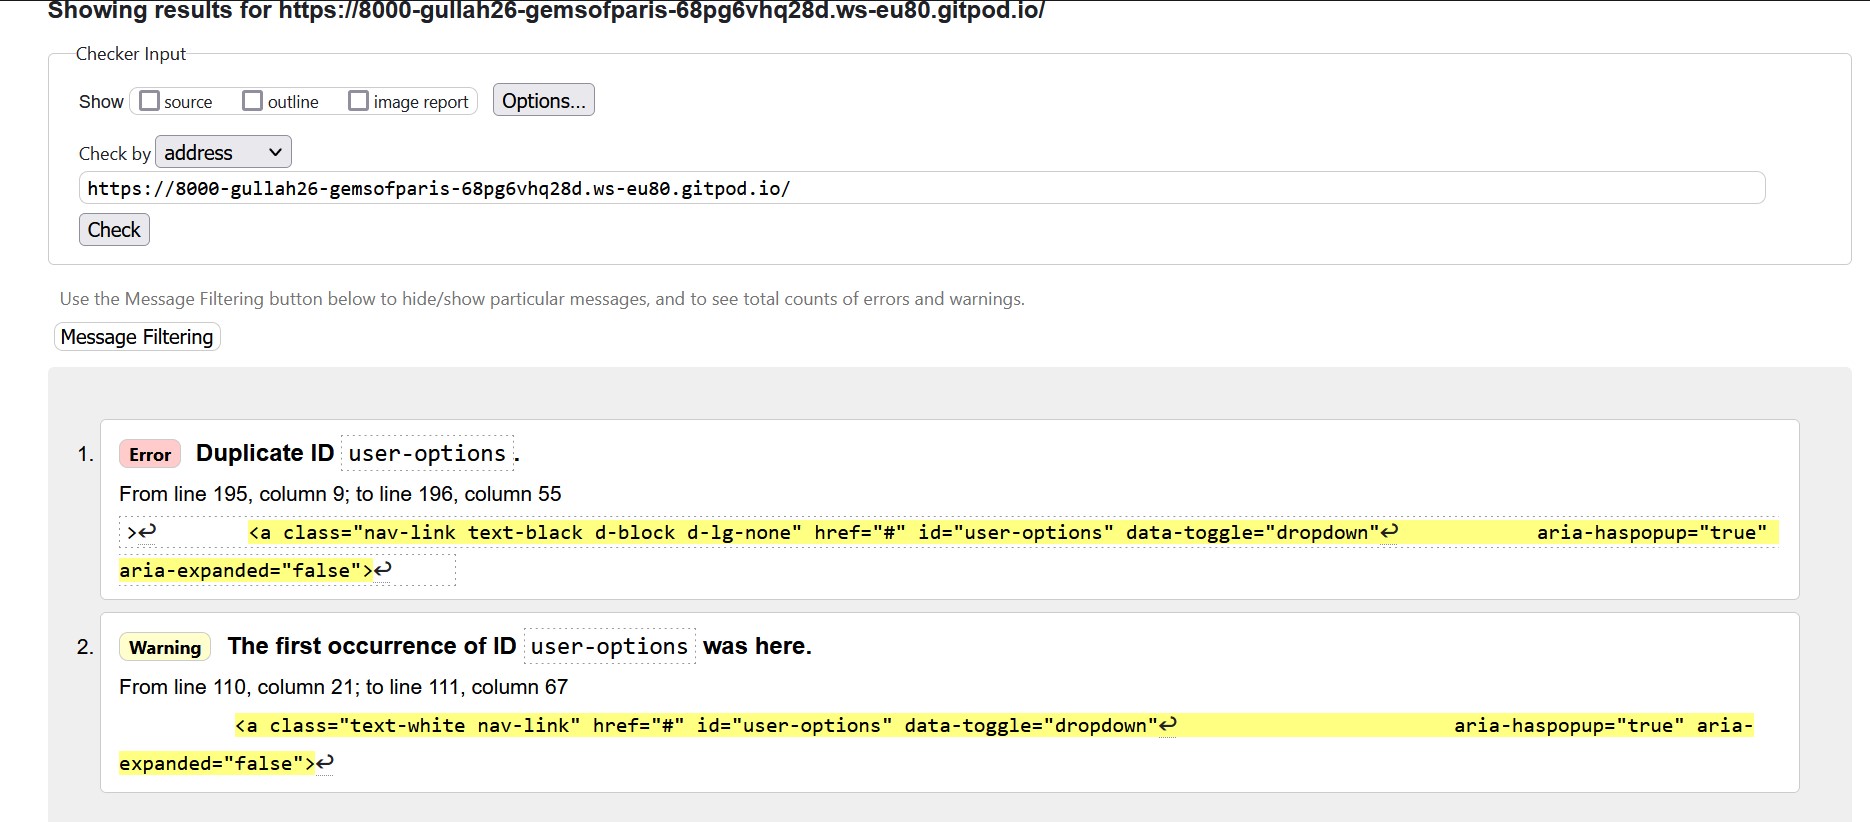 Showing results for https://8000-gullah26-gemsofparis-68pg6vhq28d.ws-eu80.gitpod.io/
Checker Input
Show source outline image report Options...
Check by address
https://8000-gullah26-gemsofparis-68pg6vhq28d.ws-eu80.gitpod.io/
Check
Use the Message Filtering button below to hide/show particular messages, and to see total counts of errors and warnings.
Message Filtering
1. Error Duplicate ID user-options.
From line 195, column 9; to line 196, column 55
>↩ <a class="nav-link text-black d-block d-lg-none" href="#" id="user-options" data-toggle="dropdown"↩ aria-haspopup="true"
aria-expanded="false">↩
2. Warning The first occurrence of ID user-options was here.
From line 110, column 21; to line 111, column 67
<a class="text-white nav-link" href="#" id="user-options" data-toggle="dropdown"↩ aria-haspopup="true" aria-
expanded="false">↩